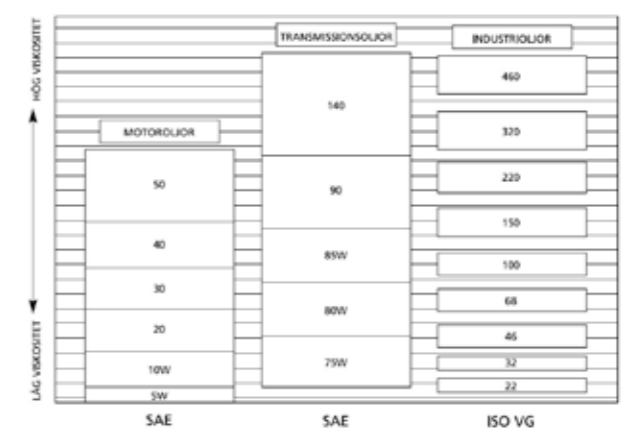 HÖG VISKOSITET
LÅG VISKOSITET
MOTOROLJOR
50
40
30
20
10W
5W
SAE
TRANSMISSIONSOLJOR
140
90
85W
80W
75W
SAE
INDUSTRIOLJOR
460
320
220
150
100
68
46
32
22
ISO VG